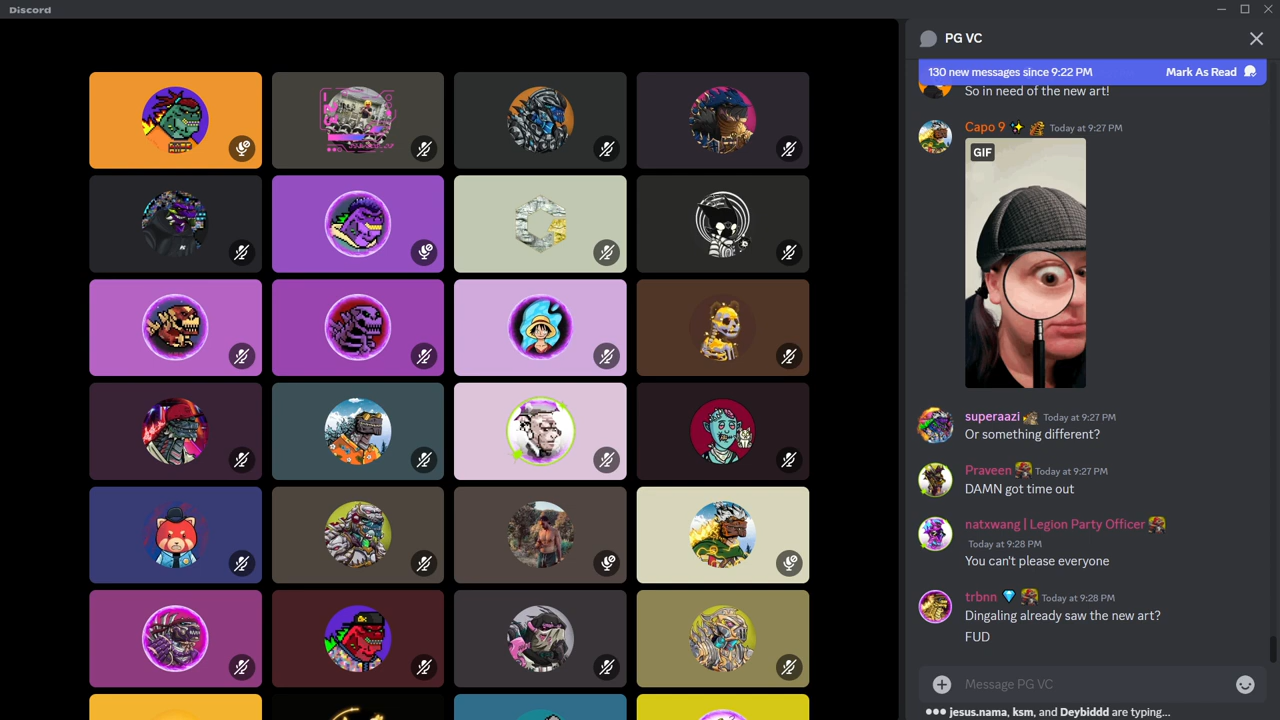 Discord
PG VC
130 new messages since 9:22 PM
Mark As Read
So in need of the new art!
Capo 9
Today at 9:27 PM
GIF
superaazi
Today at 9:27 PM
Or something different?
Praveen
Today at 9:27 PM
DAMN got time out
natxwang | Legion Party Officer
Today at 9:28 PM
You can't please everyone
trbnn
Today at 9:28 PM
Dingaling already saw the new art?
FUD
Message PG VC
jesus.nama, ksm, and Deybiddd are typing...